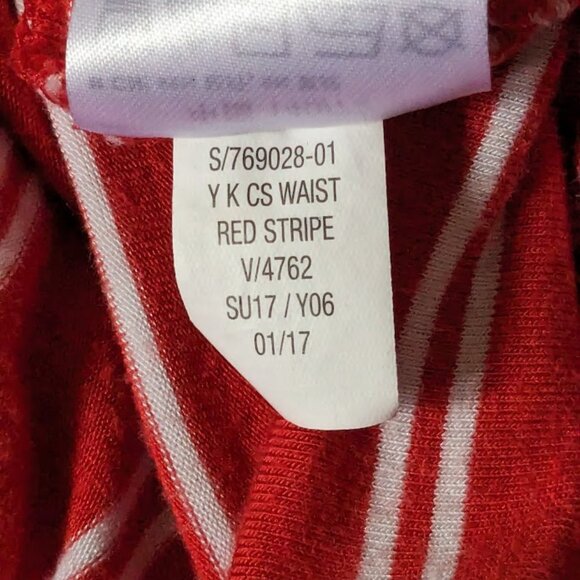 S/769028-01
Y K CS WAIST
RED STRIPE
V/4762
SU17 / Y06
01/17